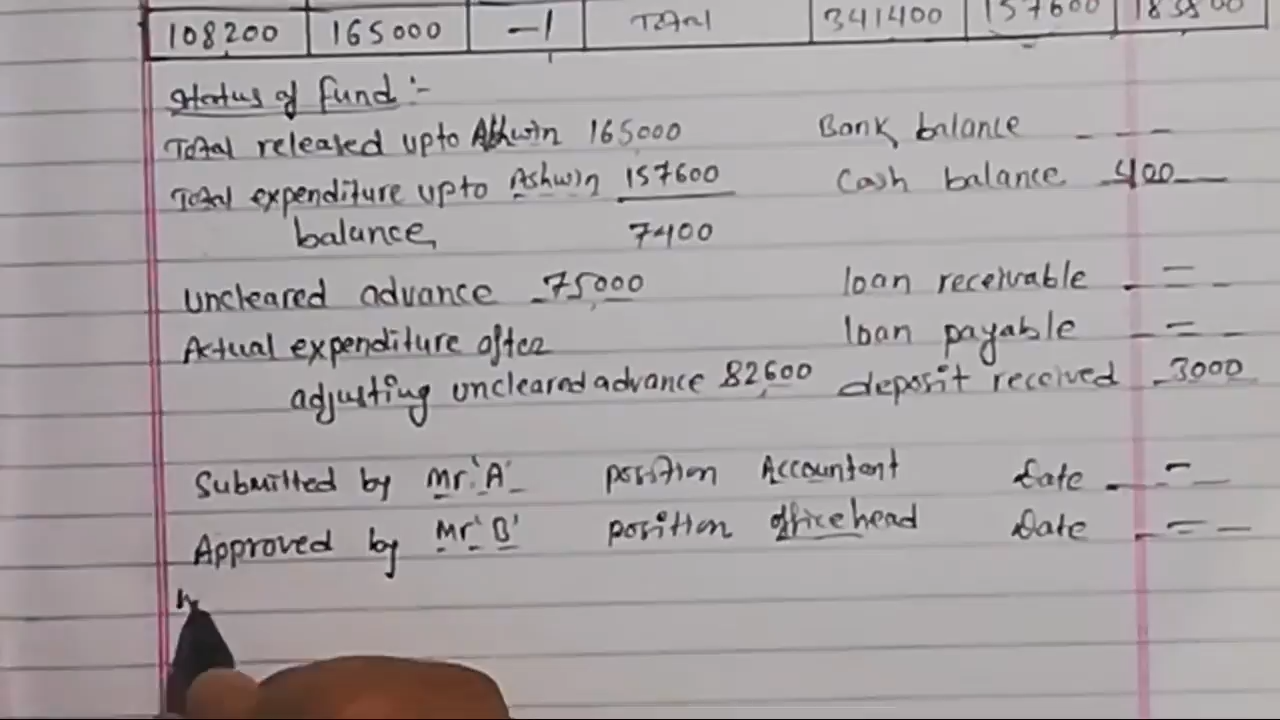 108200 165000 -1 Total 341400 157600 183800
Status of fund :-
Total released upto Ashwin 165000 Bank balance - —
Total expenditure upto Ashwin 157600 Cash balance 400
balance 7400
Uncleared advance 75000 loan receivable - = -
Actual expenditure after loan payable - = -
adjusting uncleared advance 82600 deposit received 3000
Submitted by Mr. 'A' position Accountant Date - - -
Approved by Mr 'B' position office head Date - = -